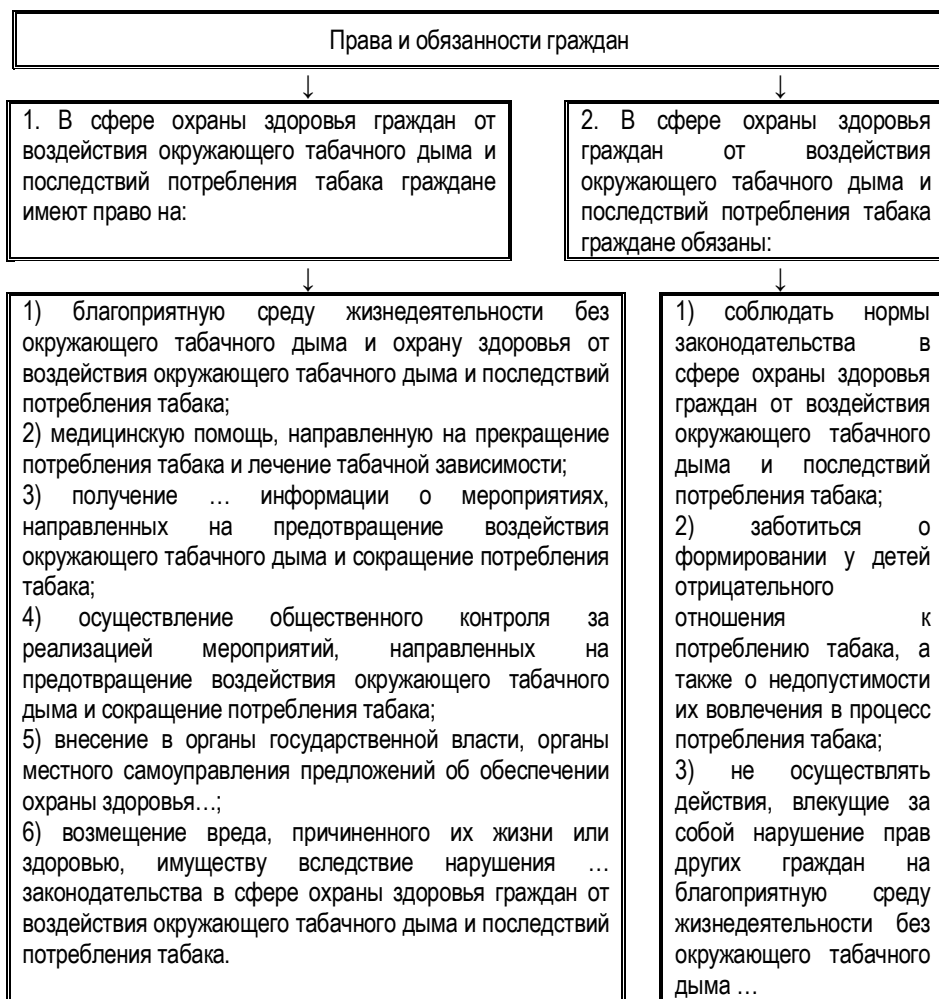 Права и обязанности граждан
↓
↓
1. В сфере охраны здоровья граждан от
воздействия окружающего табачного дыма и
последствий потребления табака граждане
имеют право на:
2. В сфере охраны здоровья
граждан от воздействия
окружающего табачного дыма и
последствий потребления табака
граждане обязаны:
↓
↓
1) благоприятную среду жизнедеятельности без
окружающего табачного дыма и охрану здоровья от
воздействия окружающего табачного дыма и последствий
потребления табака;
2) медицинскую помощь, направленную на прекращение
потребления табака и лечение табачной зависимости;
3) получение … информации о мероприятиях,
направленных на предотвращение воздействия
окружающего табачного дыма и сокращение потребления
табака;
4) осуществление общественного контроля за
реализацией мероприятий, направленных на
предотвращение воздействия окружающего табачного
дыма и сокращение потребления табака;
5) внесение в органы государственной власти, органы
местного самоуправления предложений об обеспечении
охраны здоровья…;
6) возмещение вреда, причиненного их жизни или
здоровью, имуществу вследствие нарушения …
законодательства в сфере охраны здоровья граждан от
воздействия окружающего табачного дыма и последствий
потребления табака.
1) соблюдать нормы
законодательства в
сфере охраны здоровья
граждан от воздействия
окружающего табачного
дыма и последствий
потребления табака;
2) заботиться о
формировании у детей
отрицательного
отношения к
потреблению табака, а
также о недопустимости
их вовлечения в процесс
потребления табака;
3) не осуществлять
действия, влекущие за
собой нарушение прав
других граждан на
благоприятную среду
жизнедеятельности без
окружающего табачного
дыма …